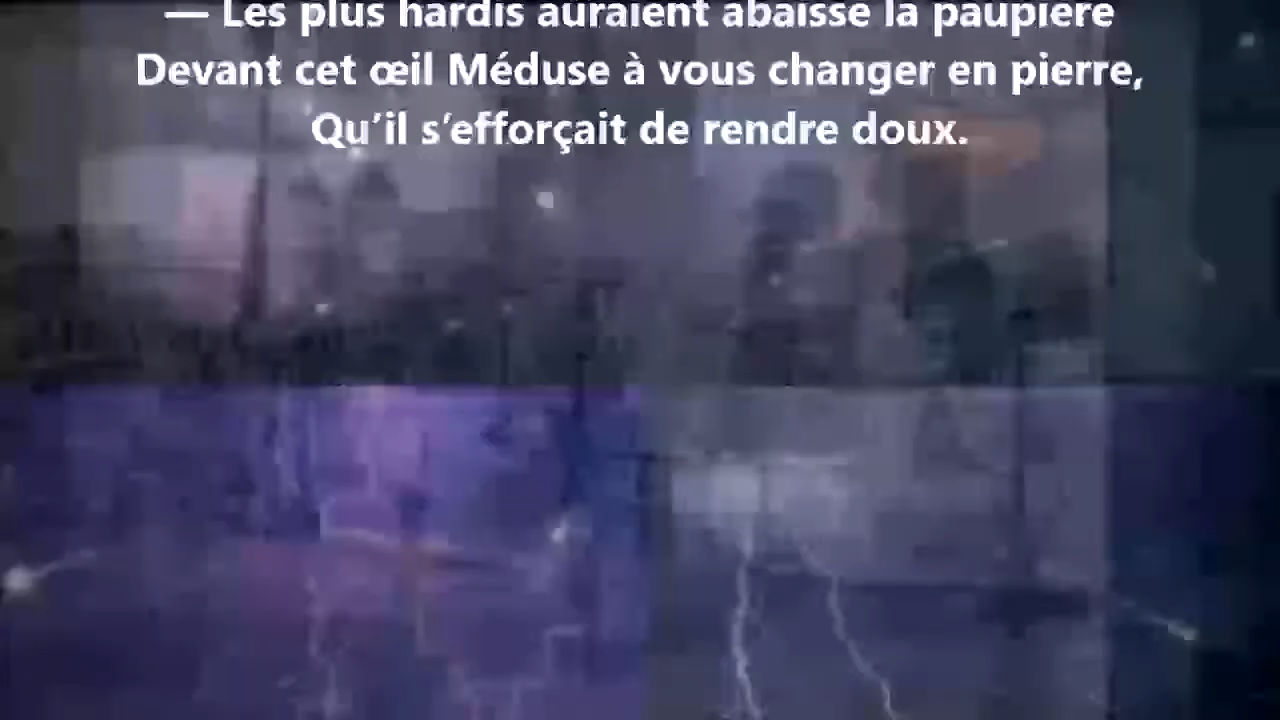 — Les plus hardis auraient abaissé la paupière
Devant cet œil Méduse à vous changer en pierre,
Qu’il s’efforçait de rendre doux.